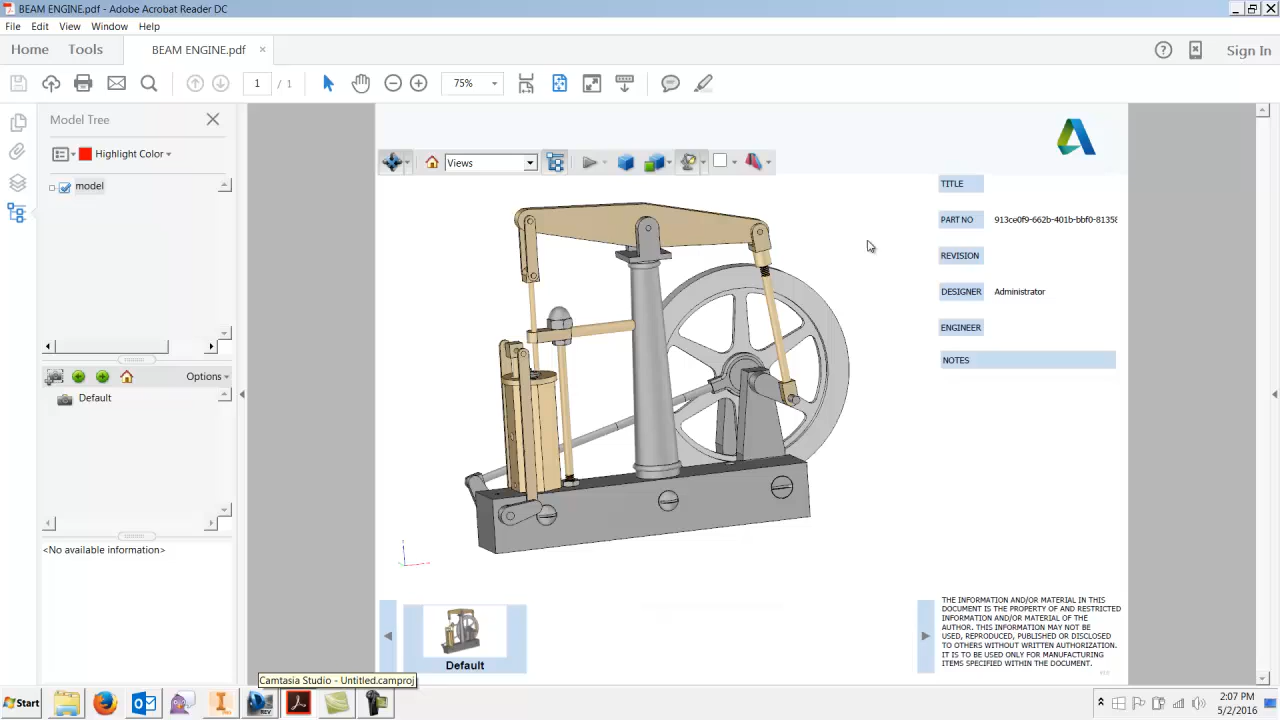 BEAM ENGINE.pdf - Adobe Acrobat Reader DC
File Edit View Window Help
Home Tools BEAM ENGINE.pdf × Sign In
1 / 1 75%
Model Tree
Highlight Color
Views
model
TITLE
PART NO 913ce0f9-662b-401b-bbf0-81358
REVISION
DESIGNER Administrator
ENGINEER
NOTES
Options
Default
<No available information>
THE INFORMATION AND/OR MATERIAL IN THIS
DOCUMENT IS THE PROPERTY OF AND RESTRICTED
INFORMATION AND/OR MATERIAL OF THE
AUTHOR. THIS INFORMATION MAY NOT BE
USED, REPRODUCED, PUBLISHED OR DISCLOSED
TO OTHERS WITHOUT WRITTEN AUTHORIZATION.
IT IS TO BE USED ONLY FOR MANUFACTURING
ITEMS SPECIFIED WITHIN THE DOCUMENT.
Default
Camtasia Studio - Untitled.camproj
Start
2:07 PM
5/2/2016